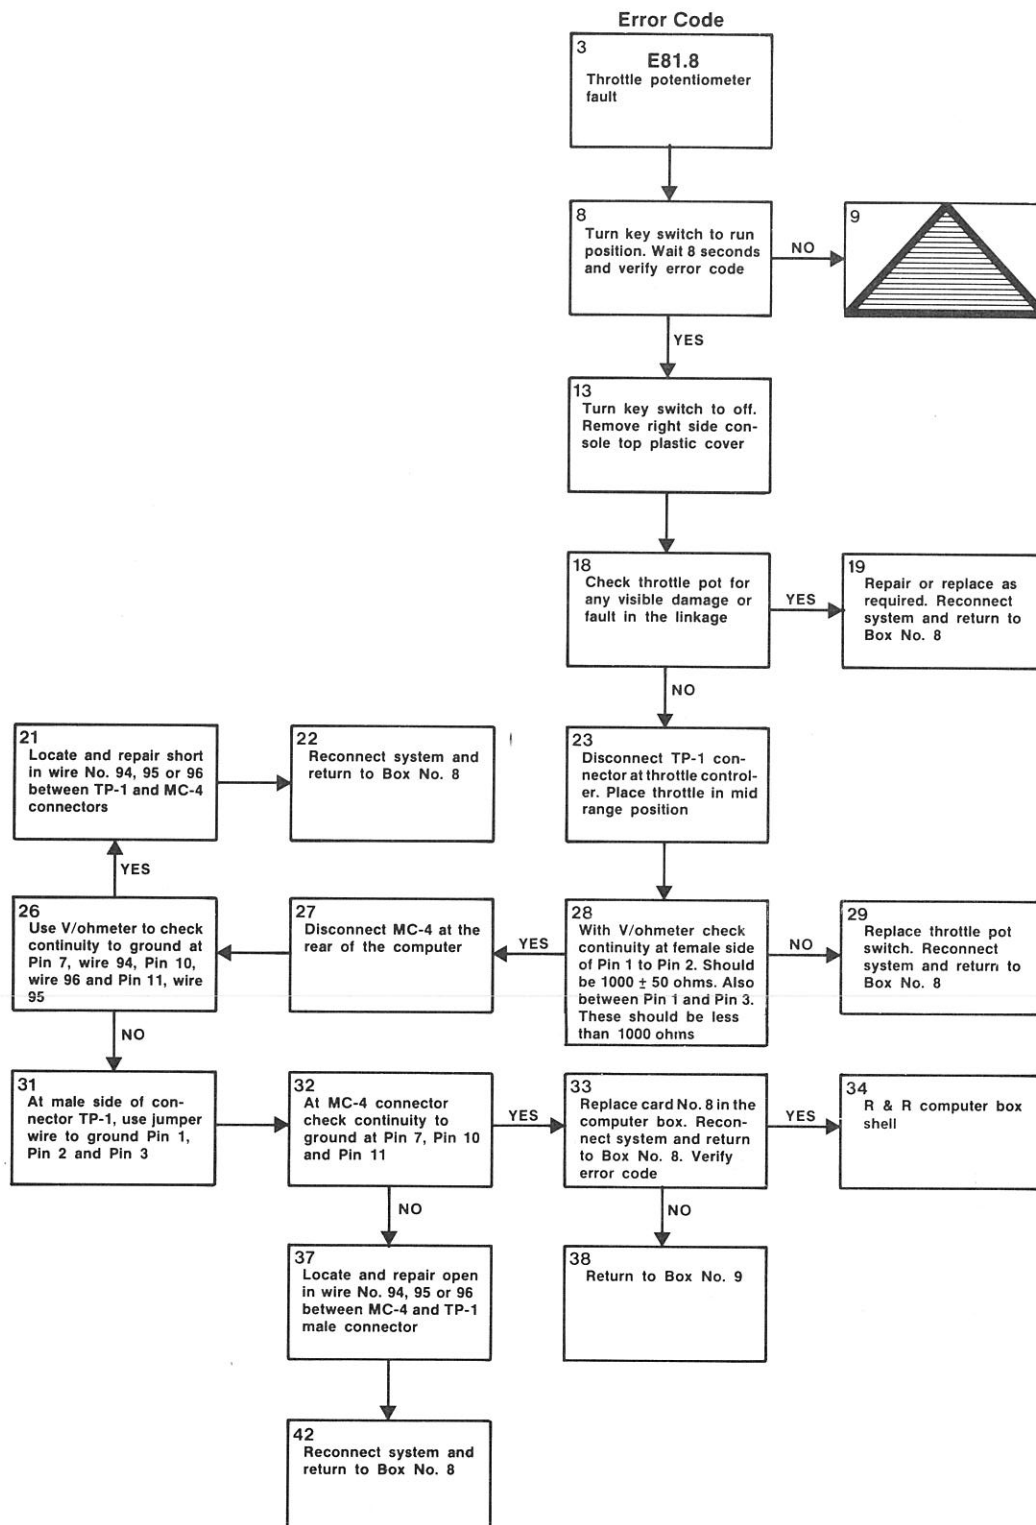 Error Code
3
E81.8
Throttle potentiometer
fault
8
Turn key switch to run
position. Wait 8 seconds
and verify error code
NO
9
YES
13
Turn key switch to off.
Remove right side con-
sole top plastic cover
18
Check throttle pot for
any visible damage or
fault in the linkage
YES
19
Repair or replace as
required. Reconnect
system and return to
Box No. 8
NO
21
Locate and repair short
in wire No. 94, 95 or 96
between TP-1 and MC-4
connectors
22
Reconnect system and
return to Box No. 8
23
Disconnect TP-1 con-
nector at throttle control-
er. Place throttle in mid
range position
YES
26
Use V/ohmeter to check
continuity to ground at
Pin 7, wire 94, Pin 10,
wire 96 and Pin 11, wire
95
27
Disconnect MC-4 at the
rear of the computer
YES
28
With V/ohmeter check
continuity at female side
of Pin 1 to Pin 2. Should
be 1000 ± 50 ohms. Also
between Pin 1 and Pin 3.
These should be less
than 1000 ohms
NO
29
Replace throttle pot
switch. Reconnect
system and return to
Box No. 8
NO
31
At male side of con-
nector TP-1, use jumper
wire to ground Pin 1,
Pin 2 and Pin 3
32
At MC-4 connector
check continuity to
ground at Pin 7, Pin 10
and Pin 11
YES
33
Replace card No. 8 in the
computer box. Recon-
nect system and return
to Box No. 8. Verify
error code
YES
34
R & R computer box
shell
NO
NO
37
Locate and repair open
in wire No. 94, 95 or 96
between MC-4 and TP-1
male connector
38
Return to Box No. 9
42
Reconnect system and
return to Box No. 8